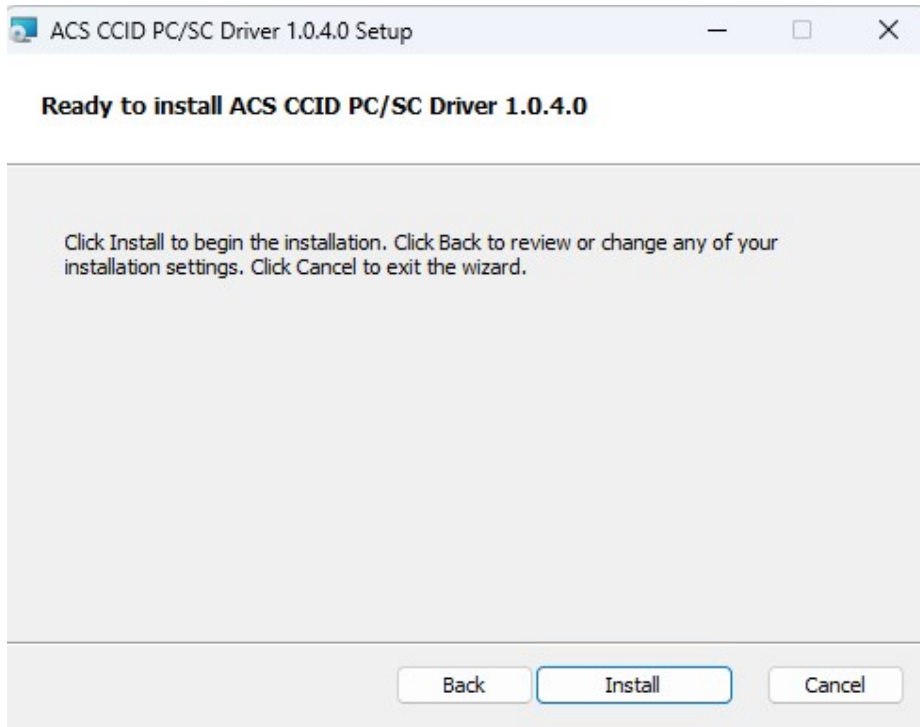 ACS CCID PC/SC Driver 1.0.4.0 Setup
Ready to install ACS CCID PC/SC Driver 1.0.4.0
Click Install to begin the installation. Click Back to review or change any of your
installation settings. Click Cancel to exit the wizard.
Back Install Cancel